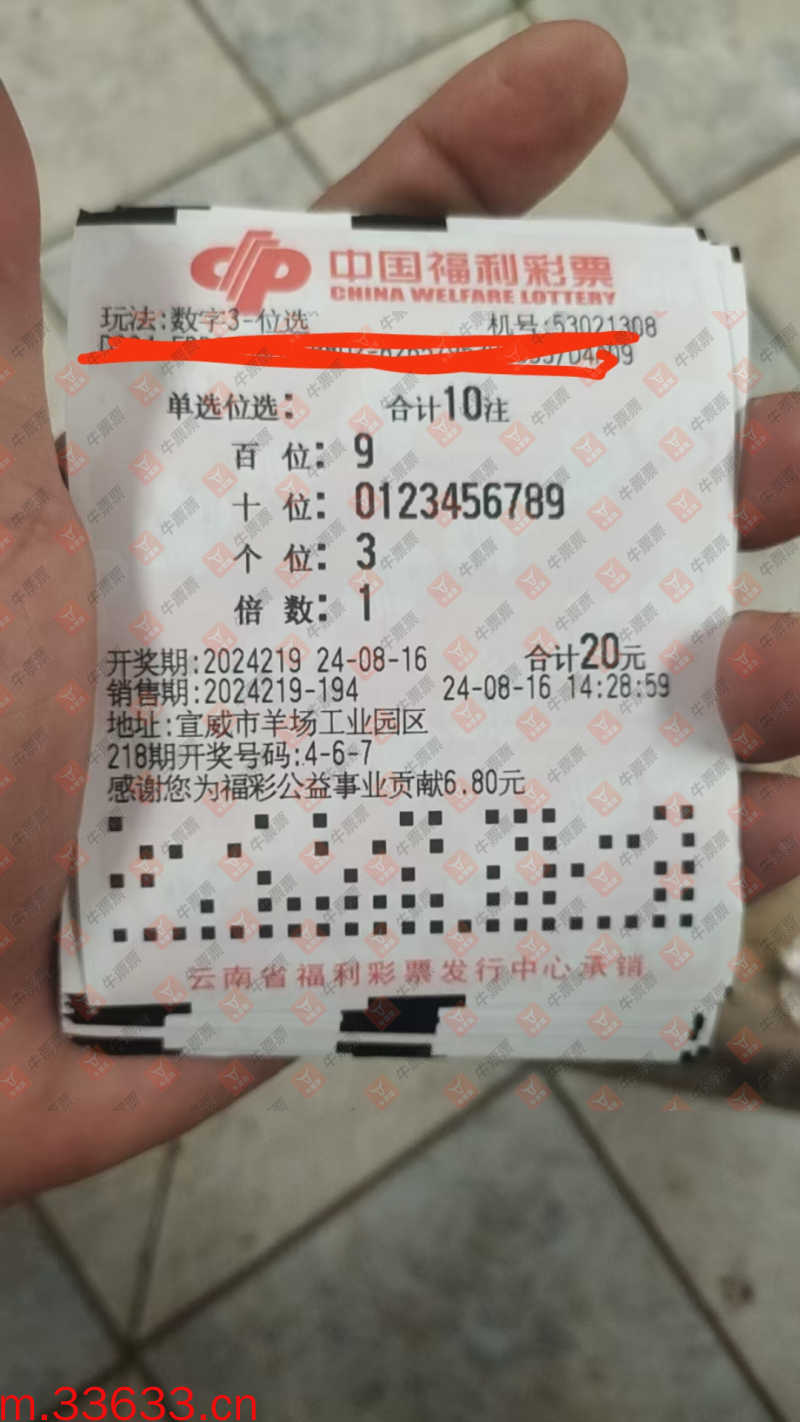 中国福利彩票
CHINA WELFARE LOTTERY
玩法:数字3-位选 机号:53021308
单选位选: 合计10注
百位: 9
十位: 0123456789
个位: 3
倍数: 1
开奖期:2024219 24-08-16 合计20元
销售期:2024219-194 24-08-16 14:28:59
地址:宣威市羊场工业园区
218期开奖号码:4-6-7
感谢您为福彩公益事业贡献6.80元
云南省福利彩票发行中心承销
牛票票
m.33633.cn